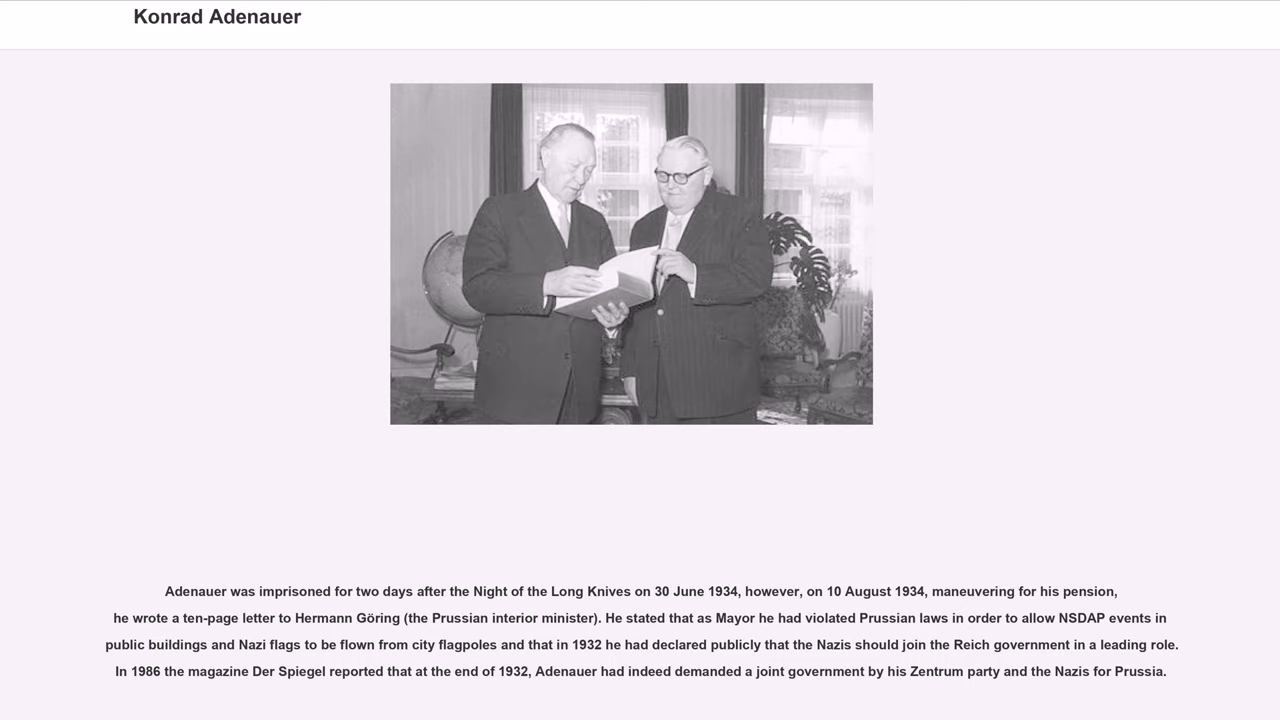 Konrad Adenauer
Adenauer was imprisoned for two days after the Night of the Long Knives on 30 June 1934, however, on 10 August 1934, maneuvering for his pension,
he wrote a ten-page letter to Hermann Göring (the Prussian interior minister). He stated that as Mayor he had violated Prussian laws in order to allow NSDAP events in
public buildings and Nazi flags to be flown from city flagpoles and that in 1932 he had declared publicly that the Nazis should join the Reich government in a leading role.
In 1986 the magazine Der Spiegel reported that at the end of 1932, Adenauer had indeed demanded a joint government by his Zentrum party and the Nazis for Prussia.